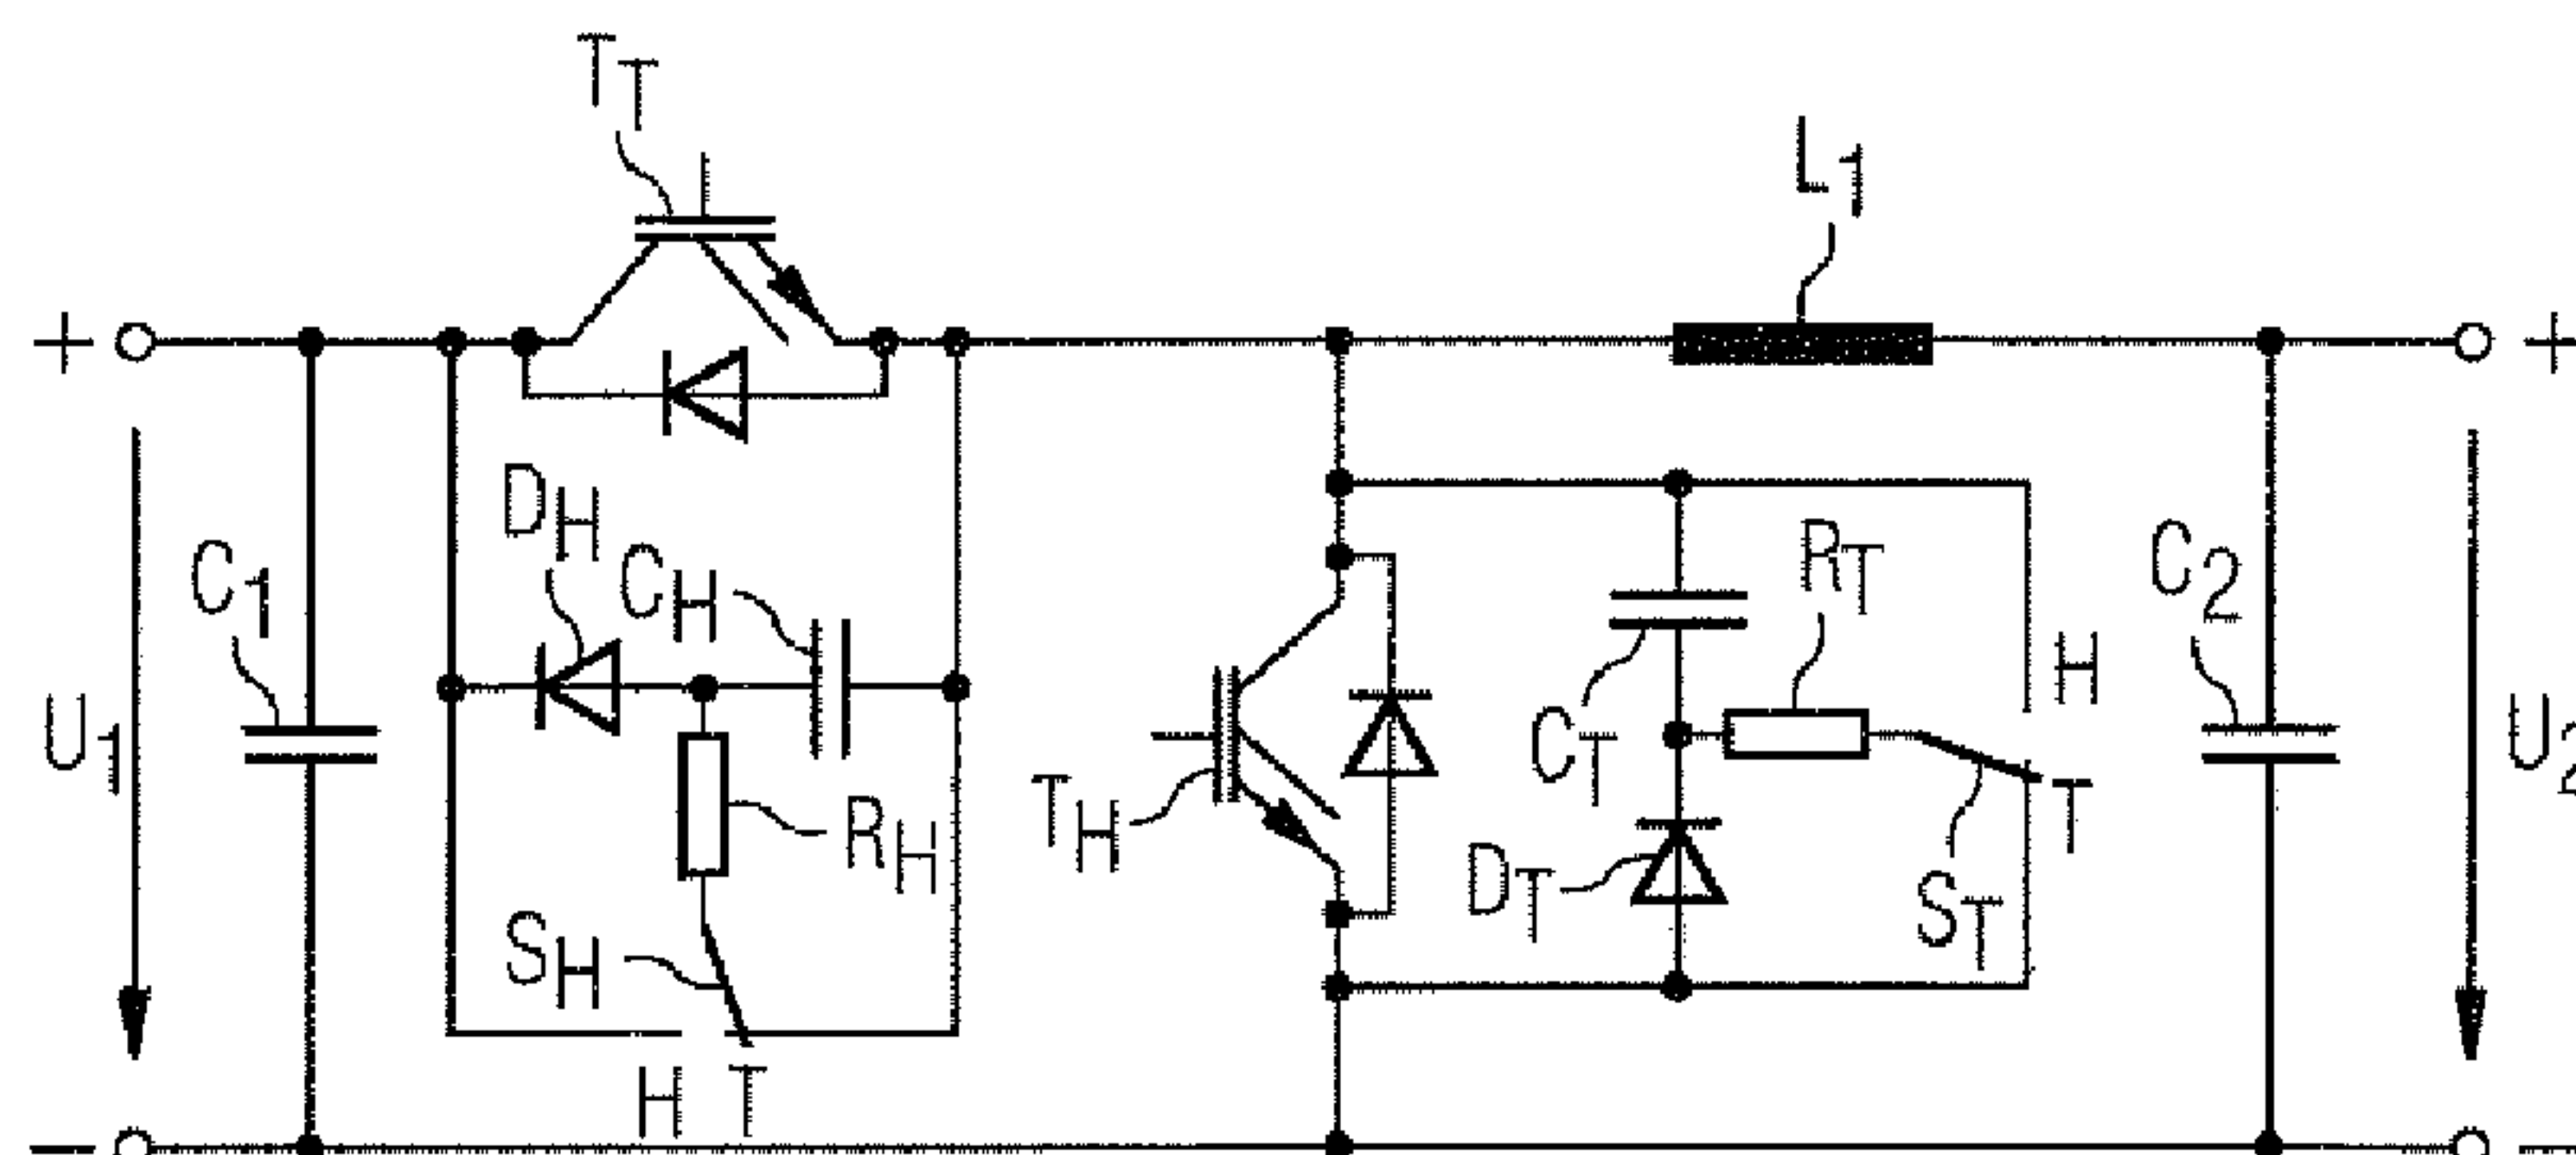 T_T
L_1
+
+
D_H
C_H
C_1
R_T
C_2
H
U_1
C_T
U_2
T_H
R_H
T
D_T
S_T
S_H
H T
−
−